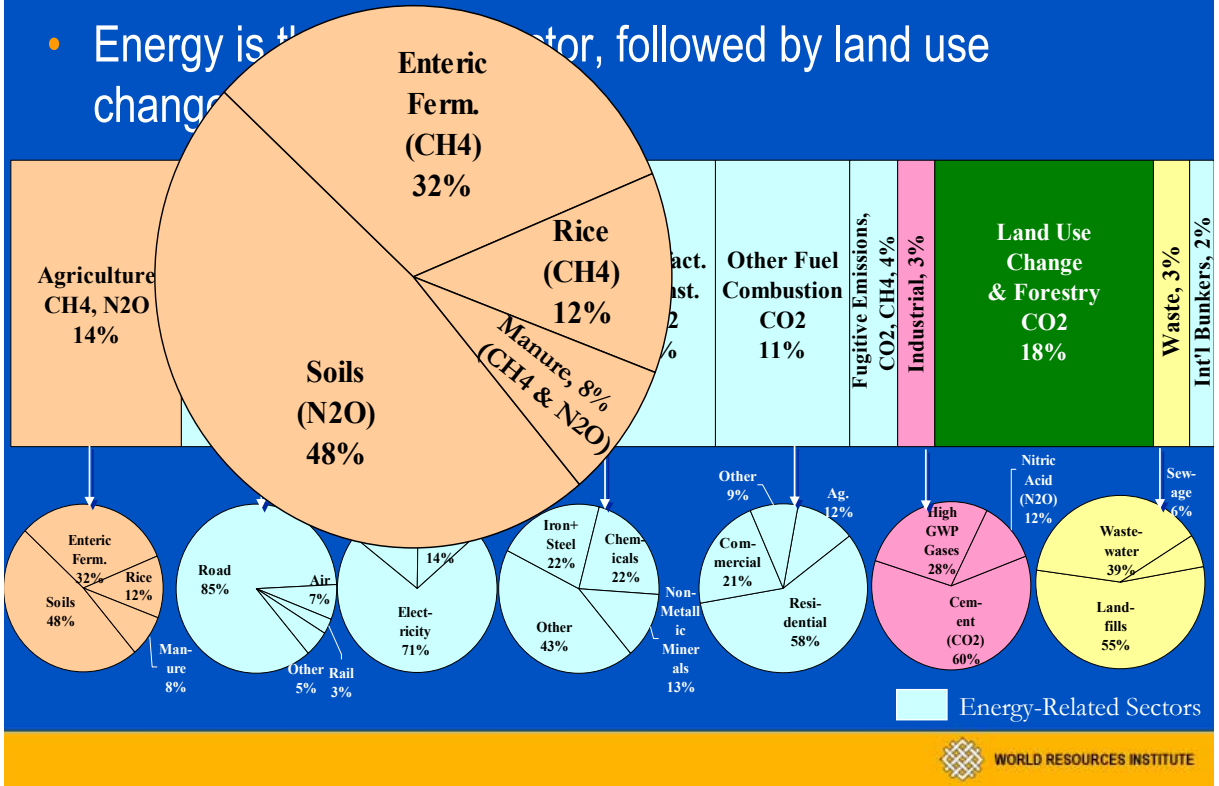 • Energy is tor, followed by land use
chang
Enteric
Ferm.
(CH4)
32%
Rice
(CH4)
12%
Manure, 8%
(CH4 & N2O)
Soils
(N2O)
48%
Agriculture
CH4, N2O
14%
act.
nst.
2
%
Other Fuel
Combustion
CO2
11%
Fugitive Emissions,
CO2, CH4, 4%
Industrial, 3%
Land Use
Change
& Forestry
CO2
18%
Waste, 3%
Int'l Bunkers, 2%
Enteric
Ferm.
32%
Rice
12%
Soils
48%
Man-
ure
8%
Road
85%
Air
7%
Other
5%
Rail
3%
14%
Elect-
ricity
71%
Iron+
Steel
22%
Chem-
icals
22%
Other
43%
Non-
Metall
ic
Miner
als
13%
Other
9%
Ag.
12%
Com-
mercial
21%
Resi-
dential
58%
High
GWP
Gases
28%
Nitric
Acid
(N2O)
12%
Cem-
ent
(CO2)
60%
Sew-
age
6%
Waste-
water
39%
Land-
fills
55%
Energy-Related Sectors
WORLD RESOURCES INSTITUTE